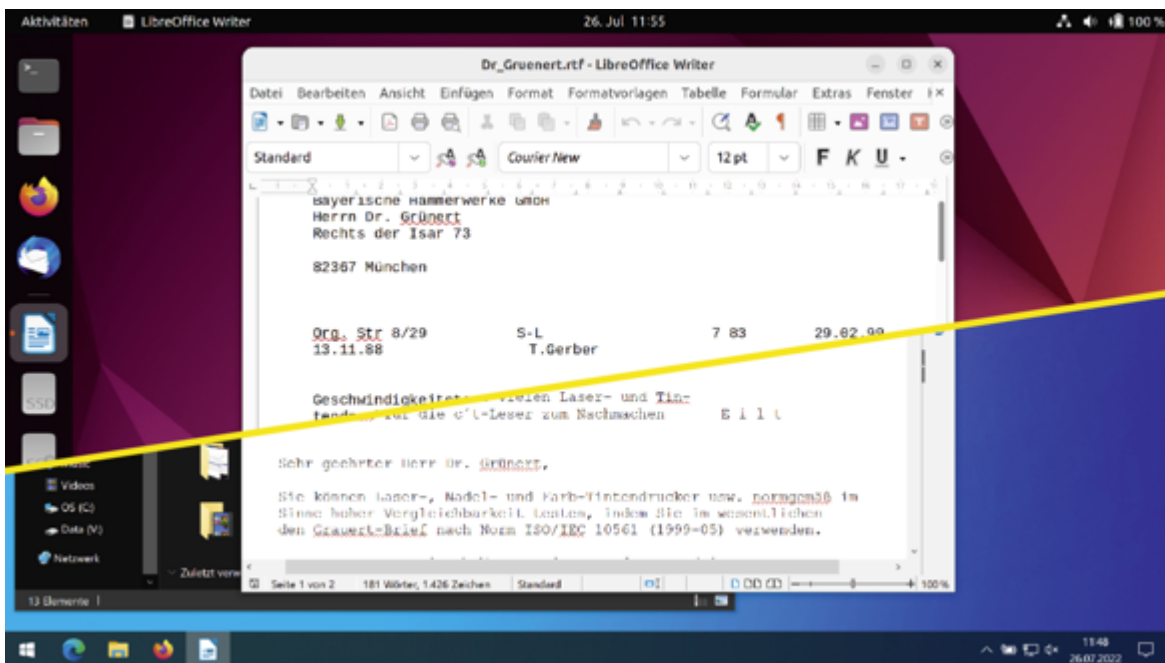 Aktivitäten LibreOffice Writer 26. Jul 11:55 100 %
Dr_Gruenert.rtf - LibreOffice Writer
Datei Bearbeiten Ansicht Einfügen Format Formatvorlagen Tabelle Formular Extras Fenster
Standard Courier New 12 pt F K U
Bayerische Hammerwerke GmbH
Herrn Dr. Grünert
Rechts der Isar 73
82367 München
Org. Str 8/29 S-L 7 83 29.02.99
13.11.88 T.Gerber
vielen Laser- und Tin-
für die c't-Leser zum Nachmachen E i l t
SSD
Sehr geehrter Herr Dr. Grünert,
Sie können Laser-, Nadel- und Farb-Tintendrucker usw. normgemäß im
Sinne hoher Vergleichbarkeit testen, indem Sie im wesentlichen
den Grauert-Brief nach Norm ISO/IEC 10561 (1999-05) verwenden.
Videos
OS (C:)
Data (V:)
Netzwerk
Zuletzt verw
Seite 1 von 2 181 Wörter, 1.426 Zeichen Standard 100%
13 Elemente
11:48
26.07.2022